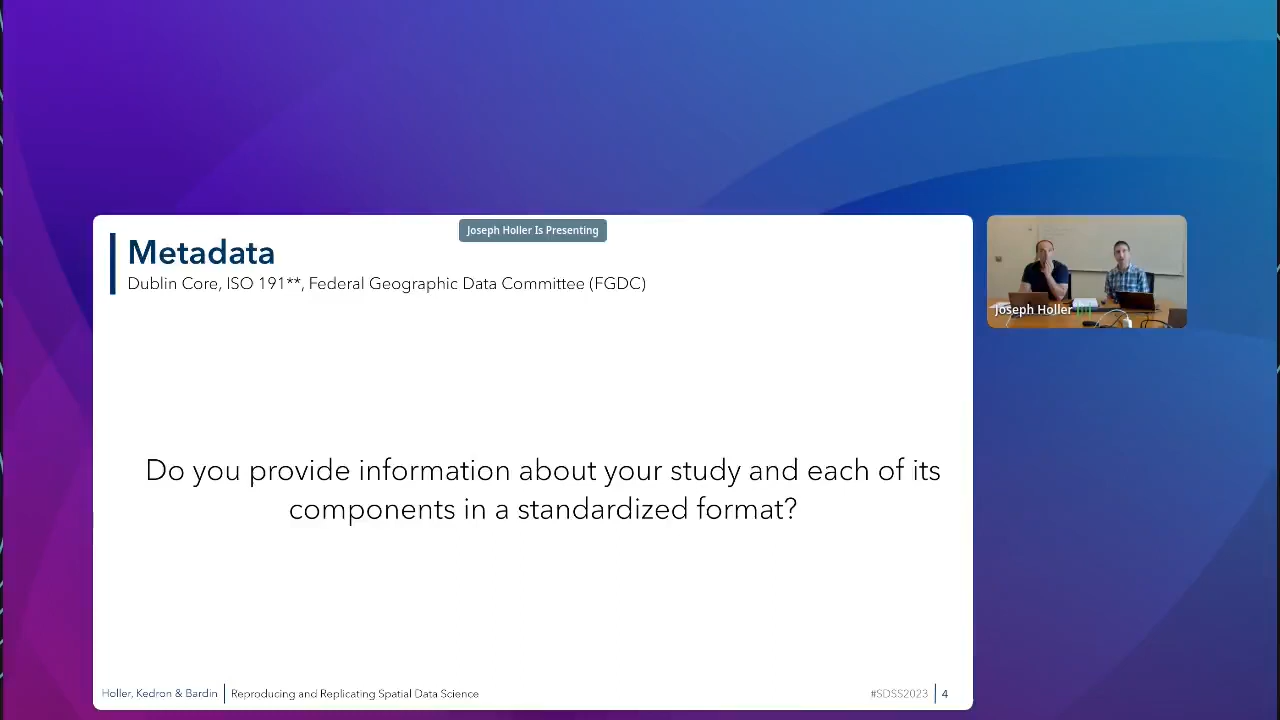 Joseph Holler Is Presenting
Metadata
Dublin Core, ISO 191**, Federal Geographic Data Committee (FGDC)
Joseph Holler
Do you provide information about your study and each of its
components in a standardized format?
Holler, Kedron & Bardin
Reproducing and Replicating Spatial Data Science
#SDSS2023
4